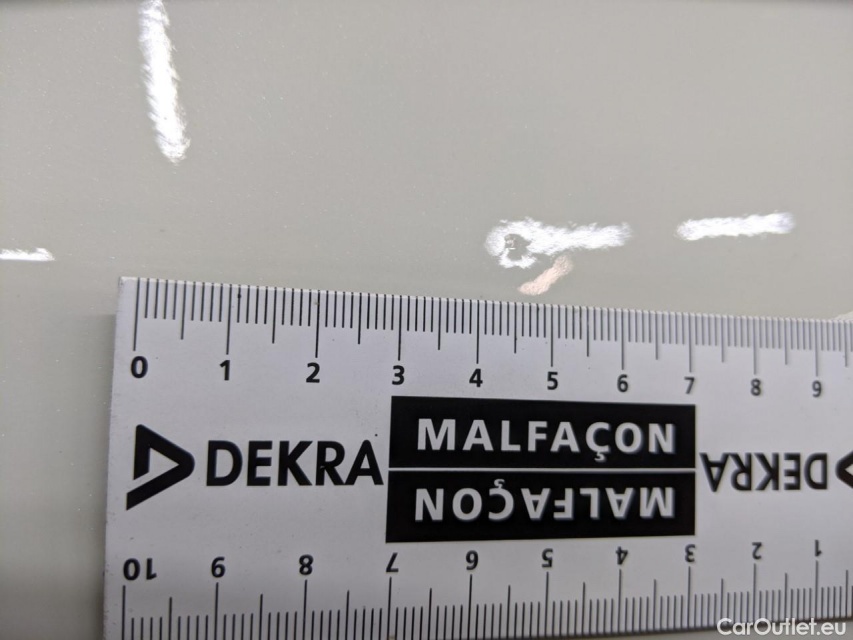 0 1 2 3 4 5 6 7 8 9
DEKRA MALFAÇON DEKRA
MALFAÇON
10 9 8 7 6 5 4 3 2 1
CarOutlet.eu